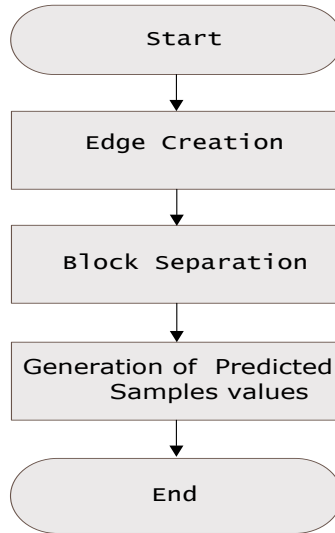 Start
Edge Creation
Block Separation
Generation of Predicted
Samples values
End